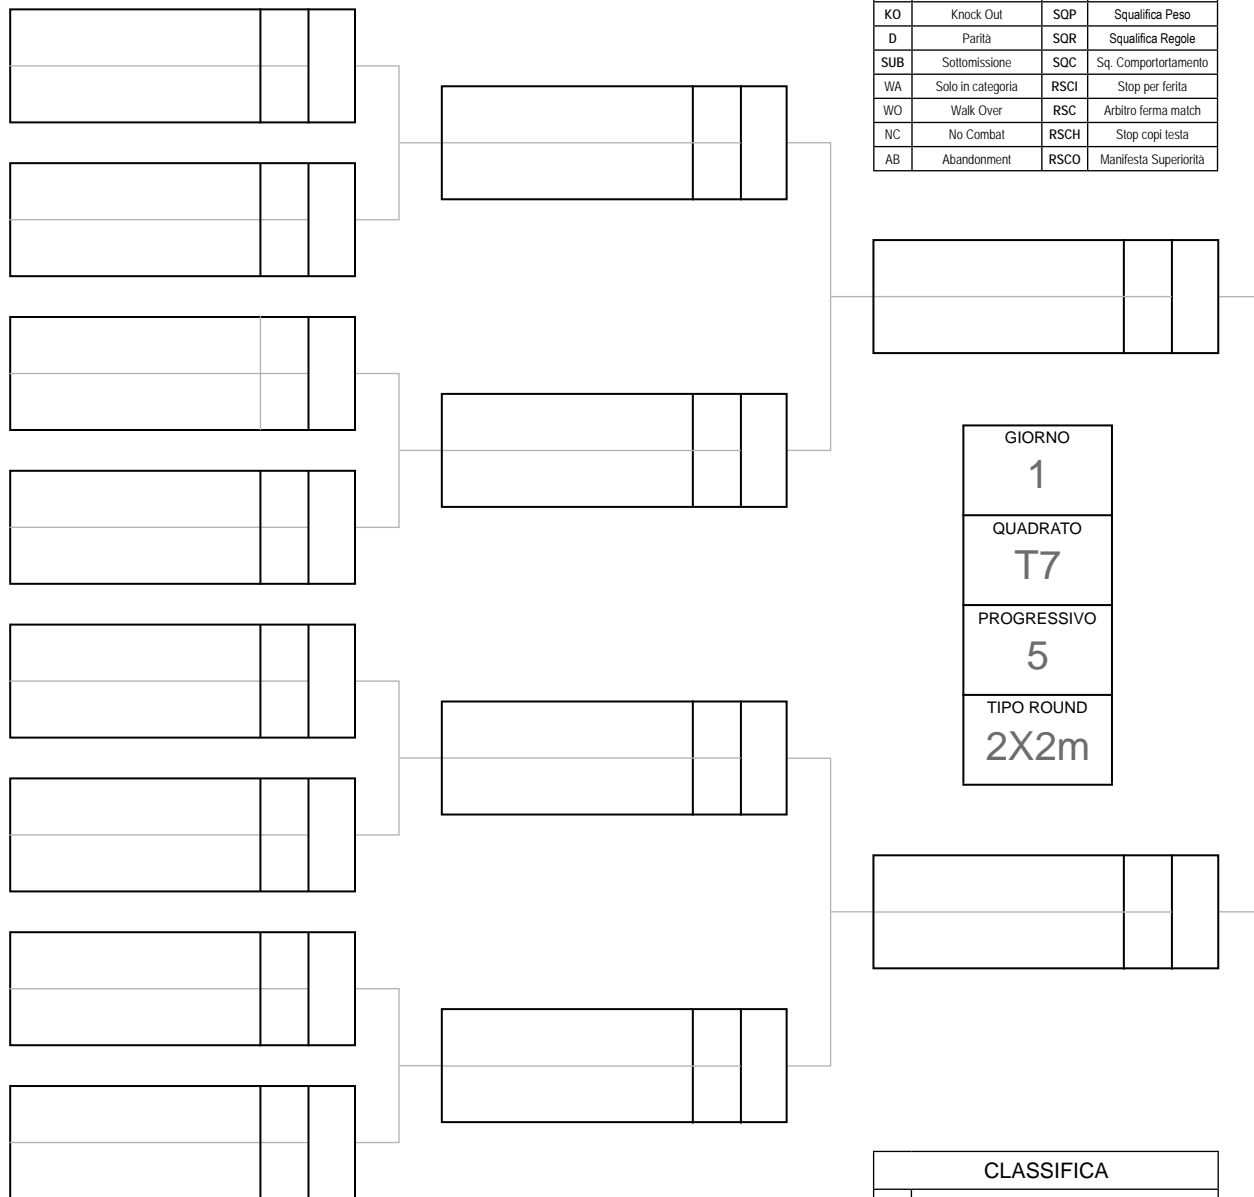 KO Knock Out SQP Squalifica Peso
D Parità SQR Squalifica Regole
SUB Sottomissione SQC Sq. Comportortamento
WA Solo in categoria RSCI Stop per ferita
WO Walk Over RSC Arbitro ferma match
NC No Combat RSCH Stop copi testa
AB Abandonment RSCO Manifesta Superiorità
GIORNO
1
QUADRATO
T7
PROGRESSIVO
5
TIPO ROUND
2X2m
CLASSIFICA